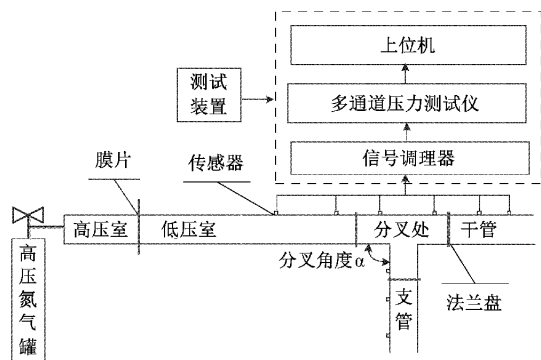 上位机
测试
装置
多通道压力测试仪
信号调理器
膜片
传感器
高压室
低压室
分叉处
干管
分叉角度α
法兰盘
支
管
高
压
氮
气
罐